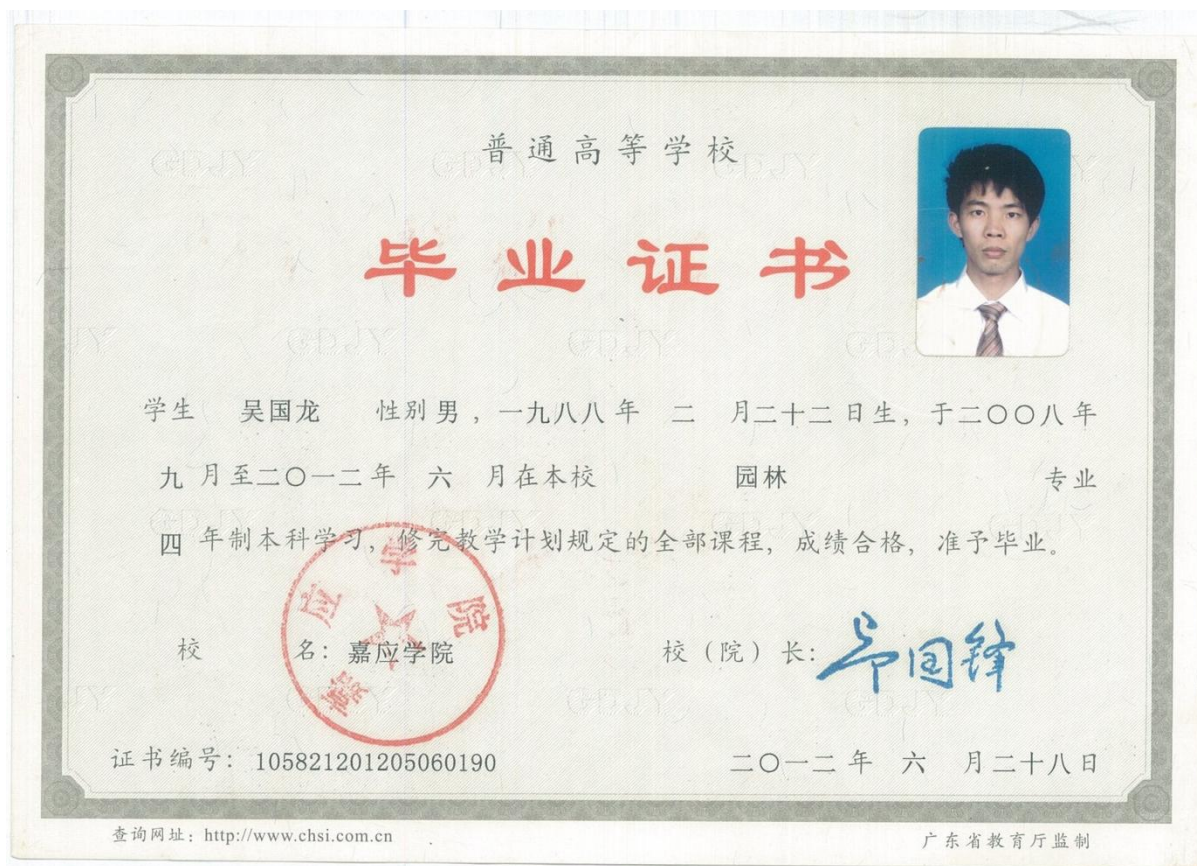 普通高等学校
毕业证书
学生 吴国龙 性别 男，一九八八年 二 月二十二日生，于二〇〇八年
九 月至二〇一二年 六 月在本校 园林 专业
四 年制本科学习，修完教学计划规定的全部课程，成绩合格，准予毕业。
校 名：嘉应学院 校（院）长：
嘉应学院
证书编号：105821201205060190 二〇一二年 六 月二十八日
查询网址：http://www.chsi.com.cn 广东省教育厅监制
GDJY